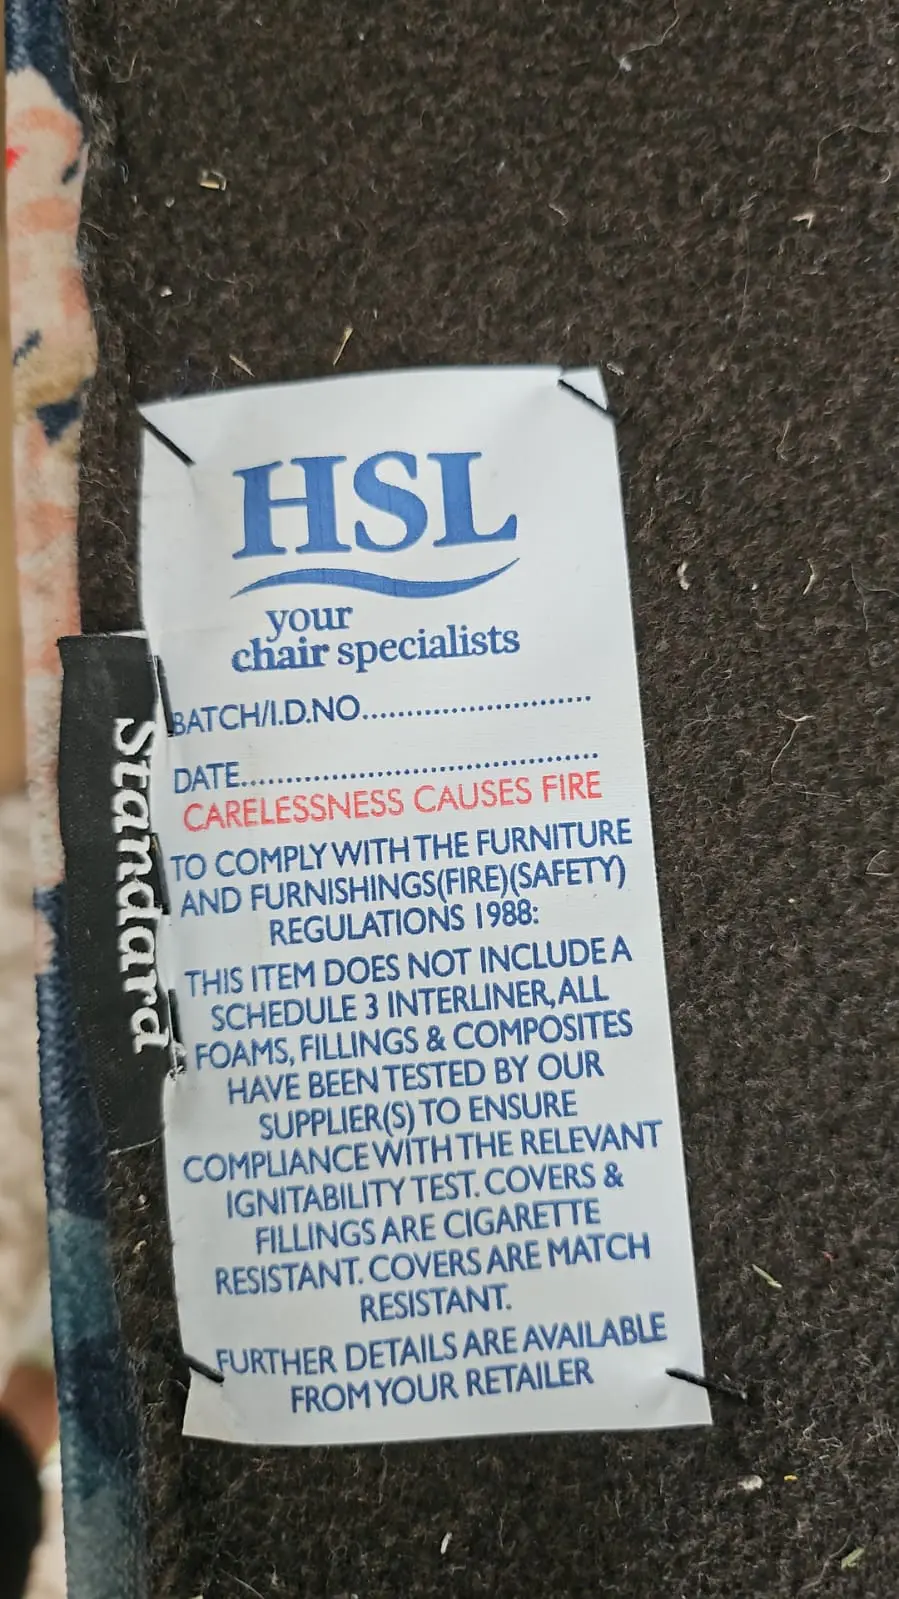 HSL
your
chair specialists
BATCH/I.D.NO..........................
DATE......................................
CARELESSNESS CAUSES FIRE
TO COMPLY WITH THE FURNITURE
AND FURNISHINGS(FIRE)(SAFETY)
REGULATIONS 1988:
THIS ITEM DOES NOT INCLUDE A
SCHEDULE 3 INTERLINER, ALL
FOAMS, FILLINGS & COMPOSITES
HAVE BEEN TESTED BY OUR
SUPPLIER(S) TO ENSURE
COMPLIANCE WITH THE RELEVANT
IGNITABILITY TEST. COVERS &
FILLINGS ARE CIGARETTE
RESISTANT. COVERS ARE MATCH
RESISTANT.
FURTHER DETAILS ARE AVAILABLE
FROM YOUR RETAILER
Standard